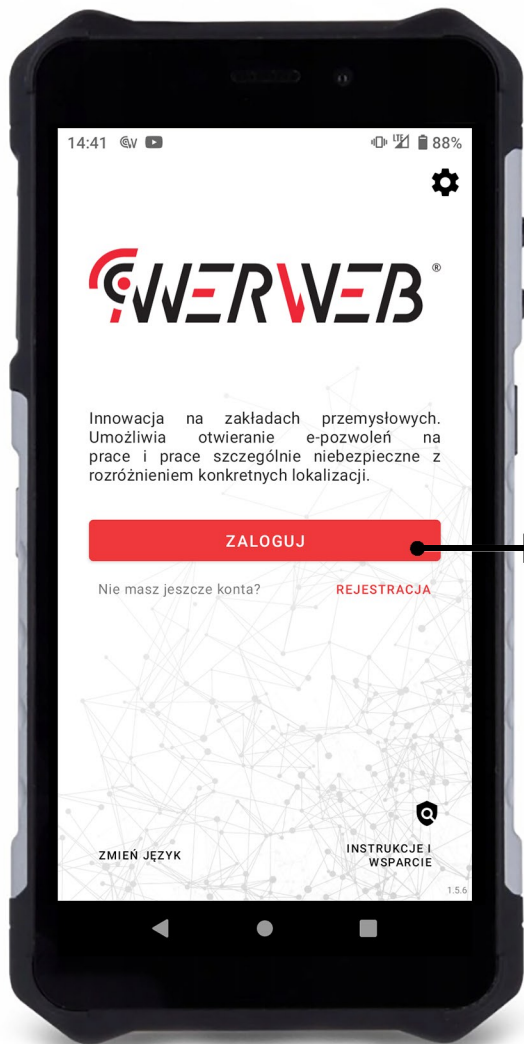 14:41
LTE 88%
WERWEB®
Innowacja na zakładach przemysłowych.
Umożliwia otwieranie e-pozwoleń na
prace i prace szczególnie niebezpieczne z
rozróżnieniem konkretnych lokalizacji.
ZALOGUJ
Nie masz jeszcze konta? REJESTRACJA
ZMIEŃ JĘZYK
INSTRUKCJE I
WSPARCIE
1.5.6